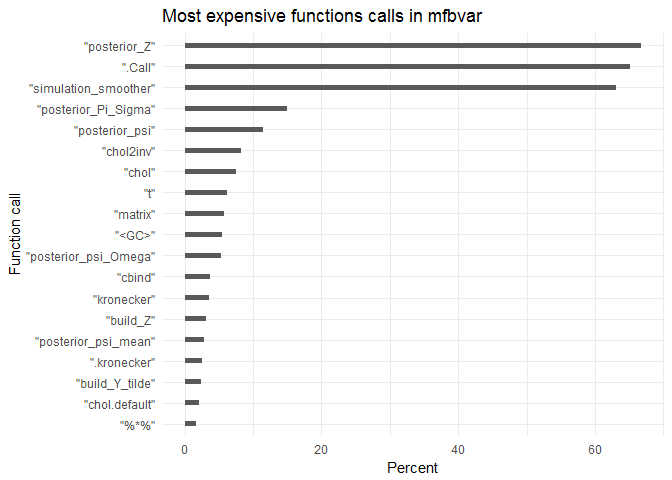 Most expensive functions calls in mfbvar
Function call
"posterior_Z"
".Call"
"simulation_smoother"
"posterior_Pi_Sigma"
"posterior_psi"
"chol2inv"
"chol"
"t"
"matrix"
"<GC>"
"posterior_psi_Omega"
"cbind"
"kronecker"
"build_Z"
"posterior_psi_mean"
".kronecker"
"build_Y_tilde"
"chol.default"
"%*%"
0 20 40 60
Percent